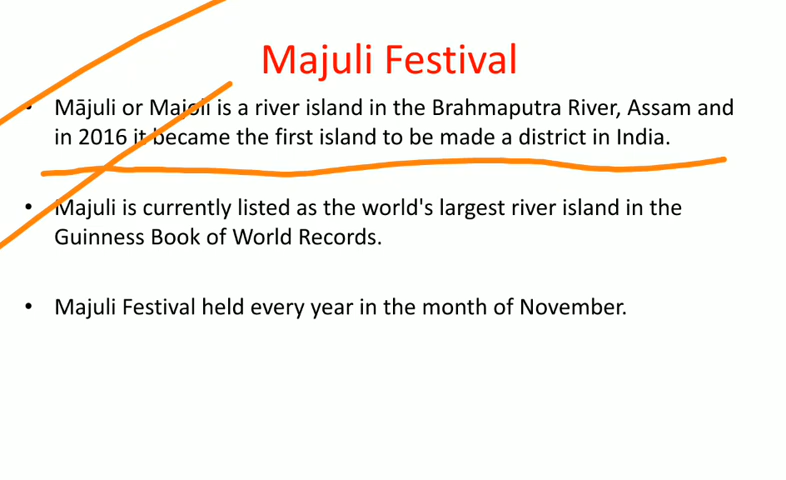 Majuli Festival
• Mājuli or Majoli is a river island in the Brahmaputra River, Assam and
in 2016 it became the first island to be made a district in India.
• Majuli is currently listed as the world's largest river island in the
Guinness Book of World Records.
• Majuli Festival held every year in the month of November.